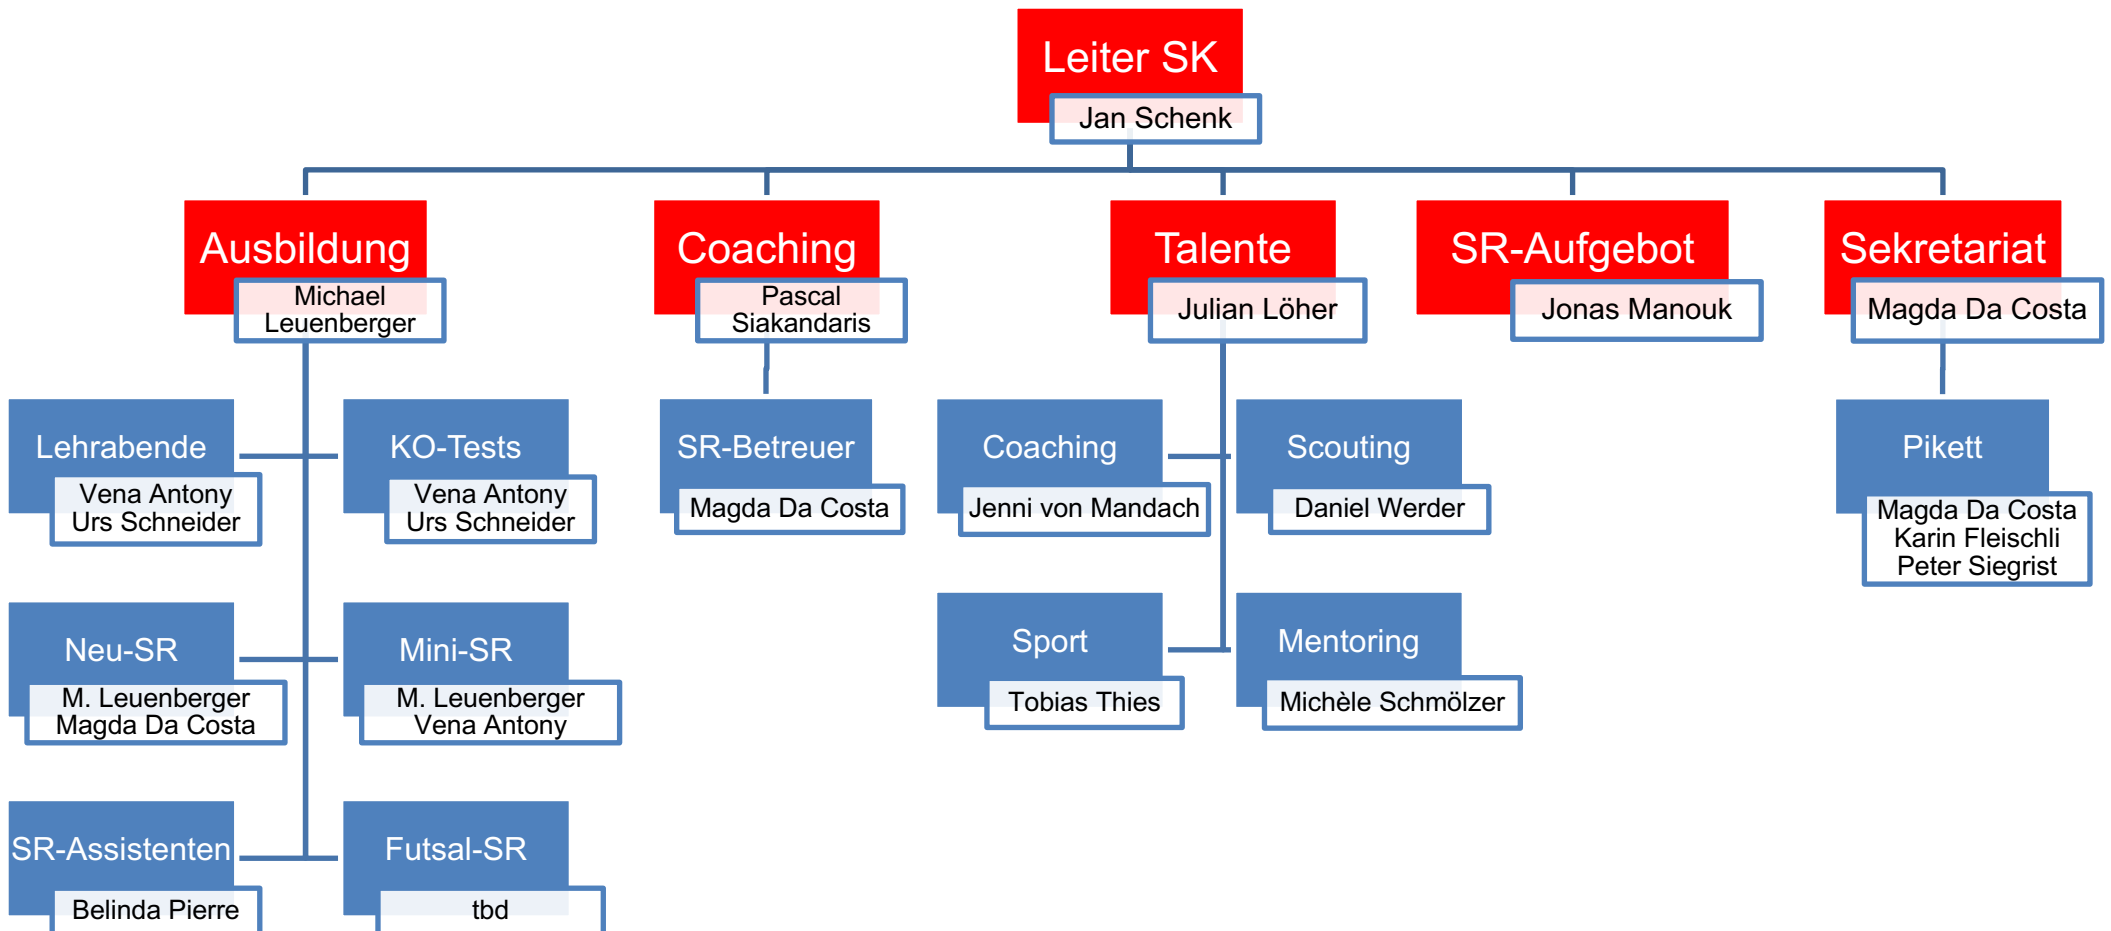 Leiter SK
Jan Schenk
Ausbildung
Michael
Leuenberger
Coaching
Pascal
Siakandaris
Talente
Julian Löher
SR-Aufgebot
Jonas Manouk
Sekretariat
Magda Da Costa
Lehrabende
Vena Antony
Urs Schneider
KO-Tests
Vena Antony
Urs Schneider
SR-Betreuer
Magda Da Costa
Coaching
Jenni von Mandach
Scouting
Daniel Werder
Pikett
Magda Da Costa
Karin Fleischli
Peter Siegrist
Neu-SR
M. Leuenberger
Magda Da Costa
Mini-SR
M. Leuenberger
Vena Antony
Sport
Tobias Thies
Mentoring
Michèle Schmölzer
SR-Assistenten
Belinda Pierre
Futsal-SR
tbd